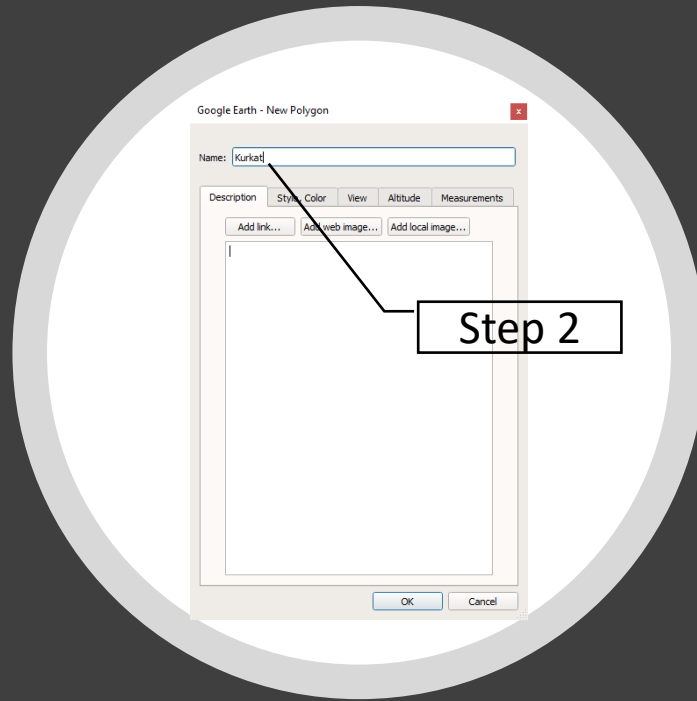 Google Earth - New Polygon
x
Name: Kurkat
Description Style, Color View Altitude Measurements
Add link... Add web image... Add local image...
Step 2
OK Cancel